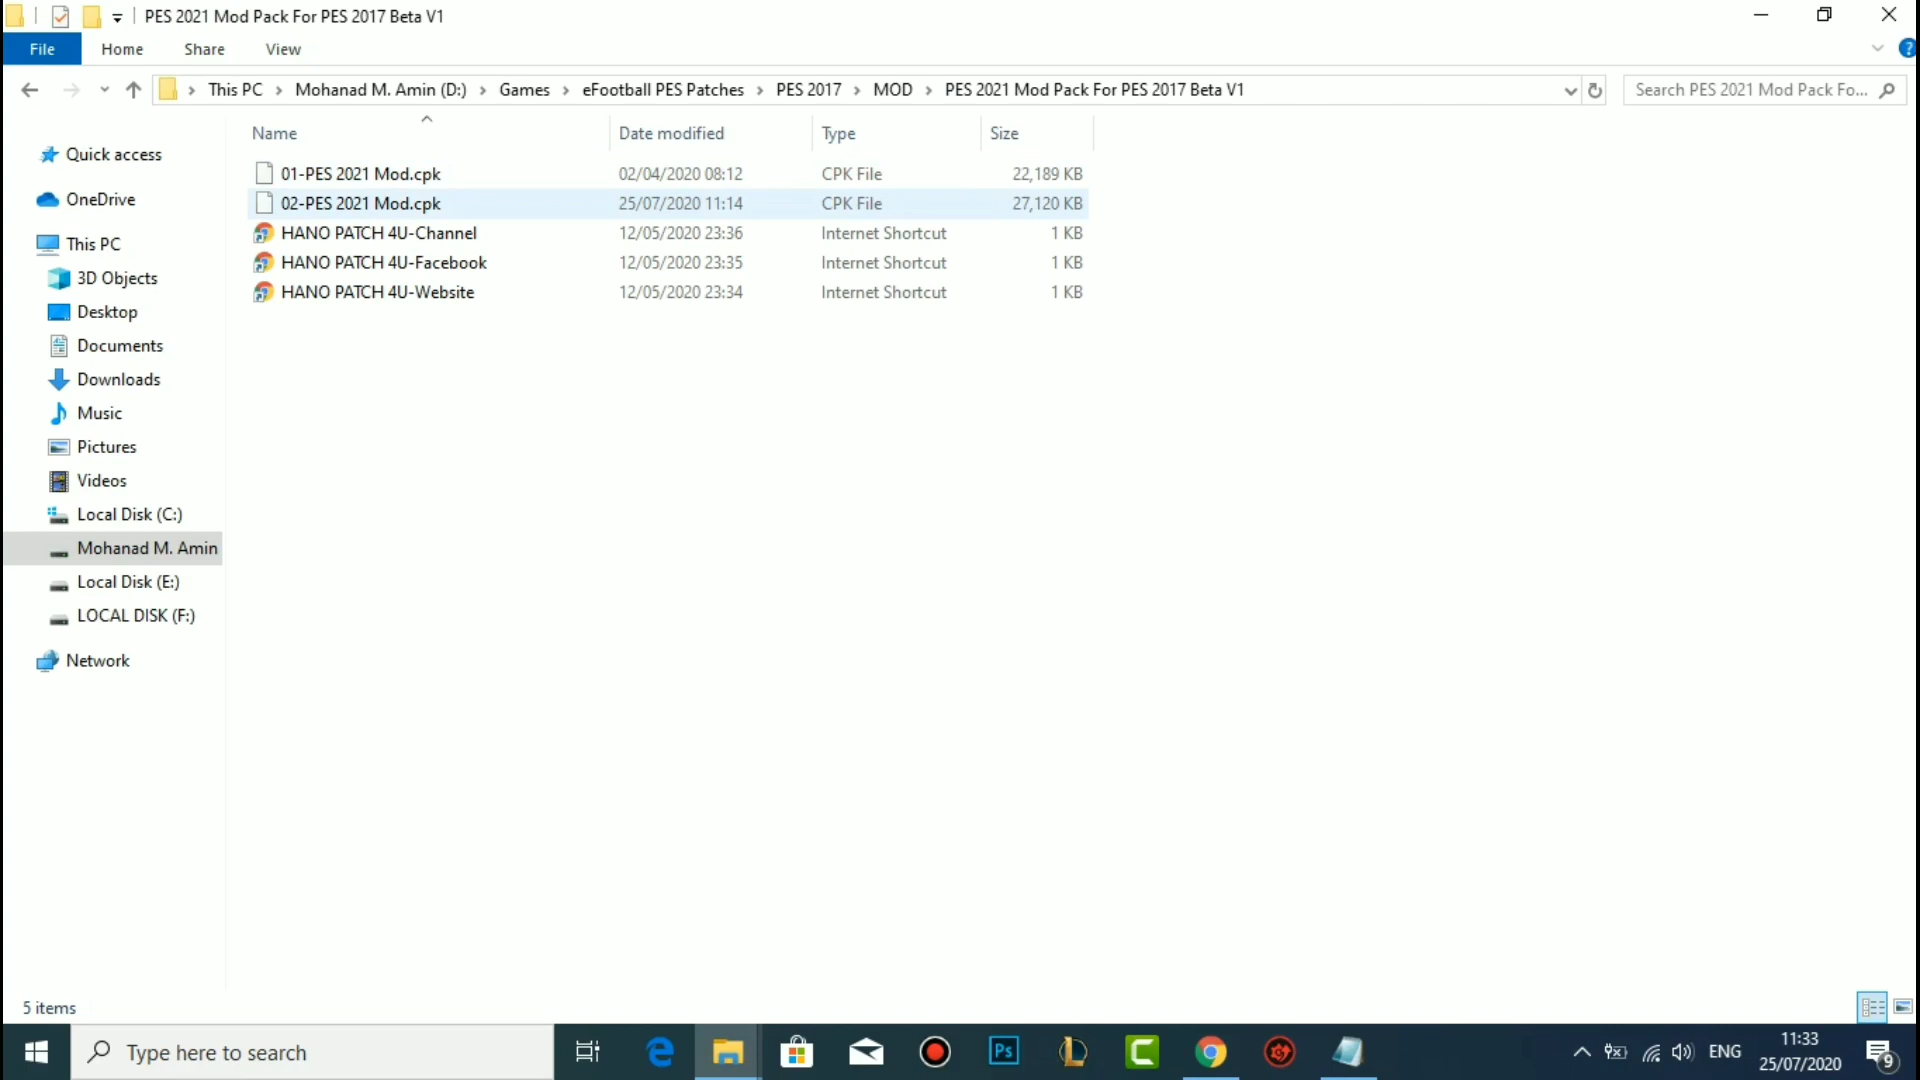 PES 2021 Mod Pack For PES 2017 Beta V1
File Home Share View
This PC Mohanad M. Amin (D:) Games eFootball PES Patches PES 2017 MOD PES 2021 Mod Pack For PES 2017 Beta V1
Search PES 2021 Mod Pack Fo...
Name Date modified Type Size
01-PES 2021 Mod.cpk 02/04/2020 08:12 CPK File 22,189 KB
02-PES 2021 Mod.cpk 25/07/2020 11:14 CPK File 27,120 KB
HANO PATCH 4U-Channel 12/05/2020 23:36 Internet Shortcut 1 KB
HANO PATCH 4U-Facebook 12/05/2020 23:35 Internet Shortcut 1 KB
HANO PATCH 4U-Website 12/05/2020 23:34 Internet Shortcut 1 KB
Quick access
OneDrive
This PC
3D Objects
Desktop
Documents
Downloads
Music
Pictures
Videos
Local Disk (C:)
Mohanad M. Amin
Local Disk (E:)
LOCAL DISK (F:)
Network
5 items
Type here to search
Ps
ENG
11:33
25/07/2020
9